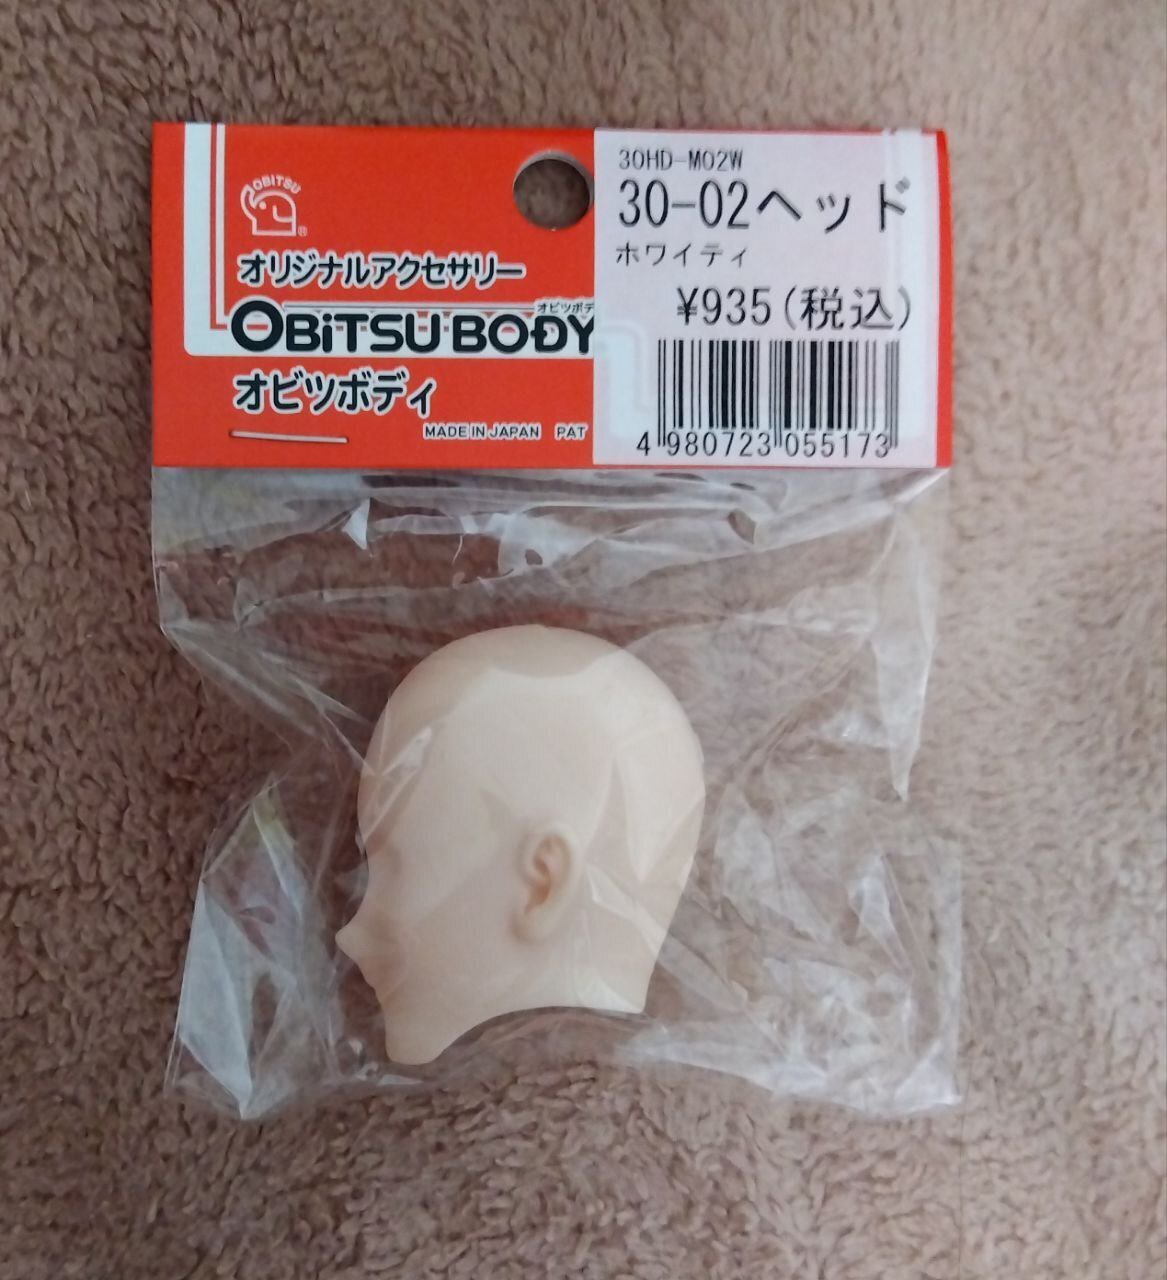 OBITSU
®
オリジナルアクセサリー
オビツボデ
OBiTSU BODY
オビツボディ
MADE IN JAPAN PAT
30HD-M02W
30-02ヘッド
ホワイティ
¥935(税込)
4 980723 055173